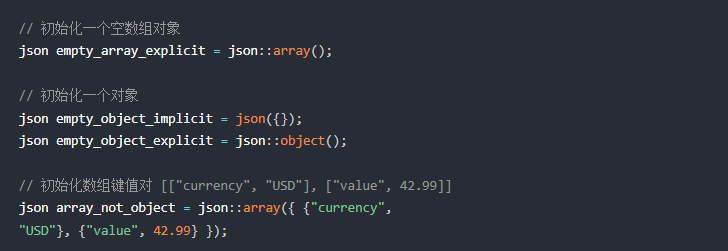 // 初始化一个空数组对象
json empty_array_explicit = json::array();
// 初始化一个对象
json empty_object_implicit = json({});
json empty_object_explicit = json::object();
// 初始化数组键值对 [["currency", "USD"], ["value", 42.99]]
json array_not_object = json::array({ {"currency",
"USD"}, {"value", 42.99} });